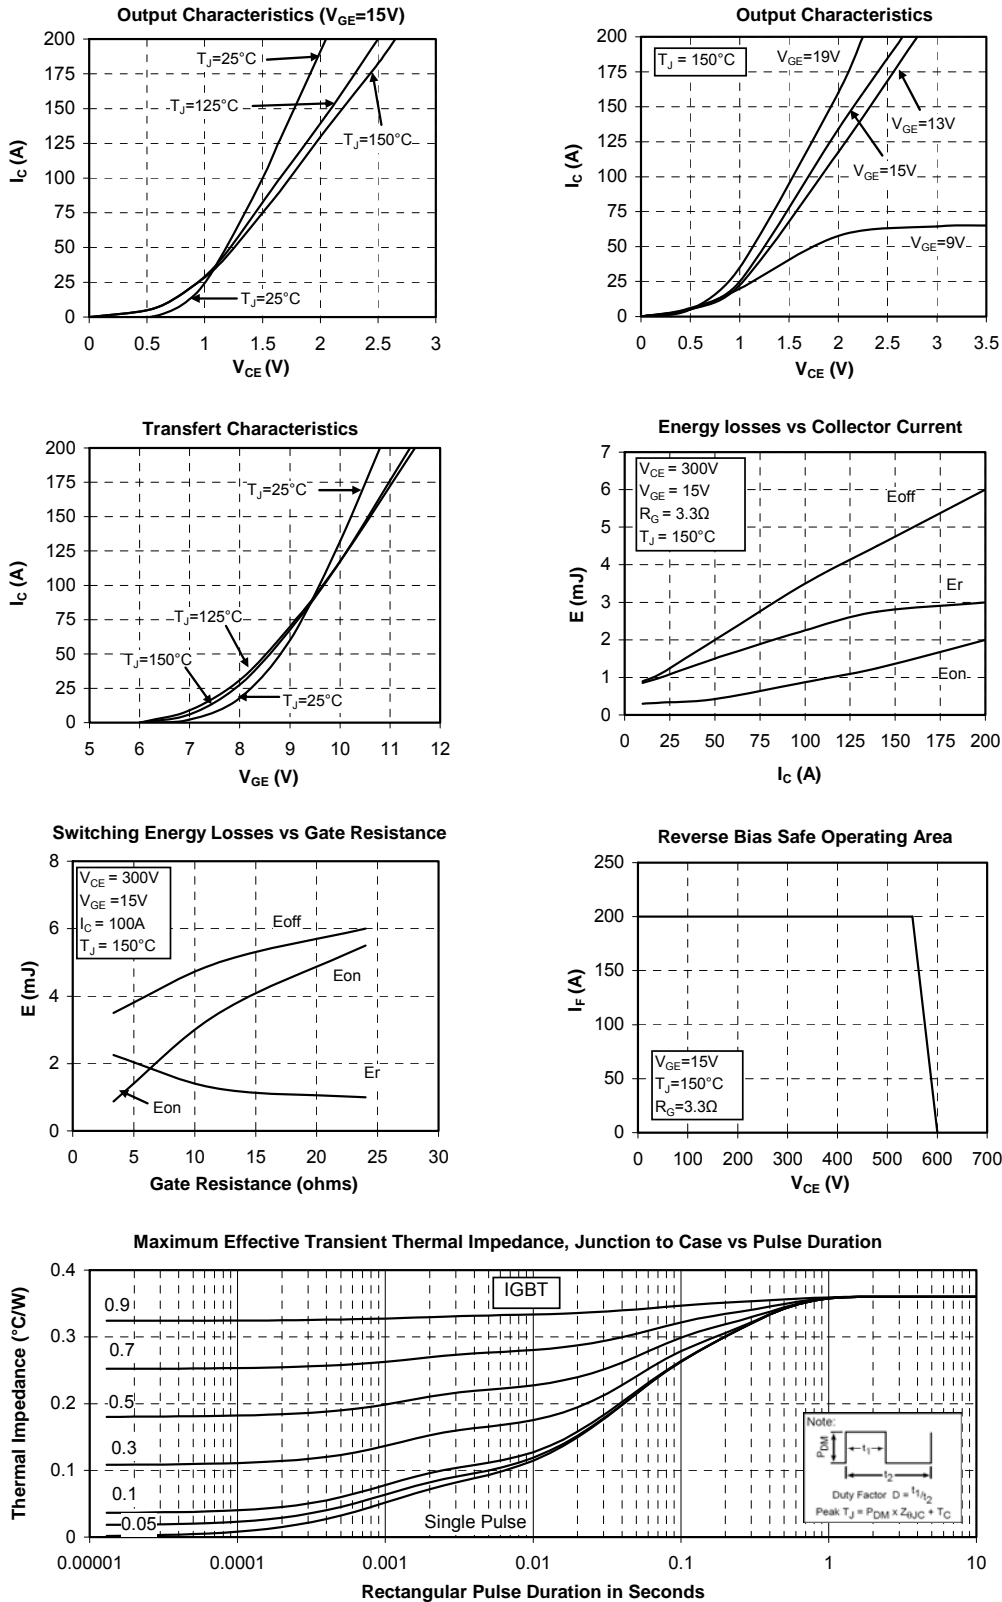 Output Characteristics (VGE=15V)
200
175
150
125
100
75
50
25
0
IC (A)
TJ=25°C
TJ=125°C
TJ=150°C
TJ=25°C
0 0.5 1 1.5 2 2.5 3
VCE (V)
Output Characteristics
200
175
150
125
100
75
50
25
0
IC (A)
TJ = 150°C
VGE=19V
VGE=13V
VGE=15V
VGE=9V
0 0.5 1 1.5 2 2.5 3 3.5
VCE (V)
Transfert Characteristics
200
175
150
125
100
75
50
25
0
IC (A)
TJ=25°C
TJ=125°C
TJ=150°C
TJ=25°C
5 6 7 8 9 10 11 12
VGE (V)
Energy losses vs Collector Current
7
6
5
4
3
2
1
0
E (mJ)
VCE = 300V
VGE = 15V
RG = 3.3Ω
TJ = 150°C
Eoff
Er
Eon
0 25 50 75 100 125 150 175 200
IC (A)
Switching Energy Losses vs Gate Resistance
8
6
4
2
0
E (mJ)
VCE = 300V
VGE =15V
IC = 100A
TJ = 150°C
Eoff
Eon
Er
Eon
0 5 10 15 20 25 30
Gate Resistance (ohms)
Reverse Bias Safe Operating Area
250
200
150
100
50
0
IF (A)
VGE=15V
TJ=150°C
RG=3.3Ω
0 100 200 300 400 500 600 700
VCE (V)
Maximum Effective Transient Thermal Impedance, Junction to Case vs Pulse Duration
0.4
0.3
0.2
0.1
0
Thermal Impedance (°C/W)
IGBT
0.9
0.7
0.5
0.3
0.1
0.05
Single Pulse
Note:
PDM
t1
t2
Duty Factor D = t1/t2
Peak TJ = PDM x ZθJC + TC
0.00001 0.0001 0.001 0.01 0.1 1 10
Rectangular Pulse Duration in Seconds